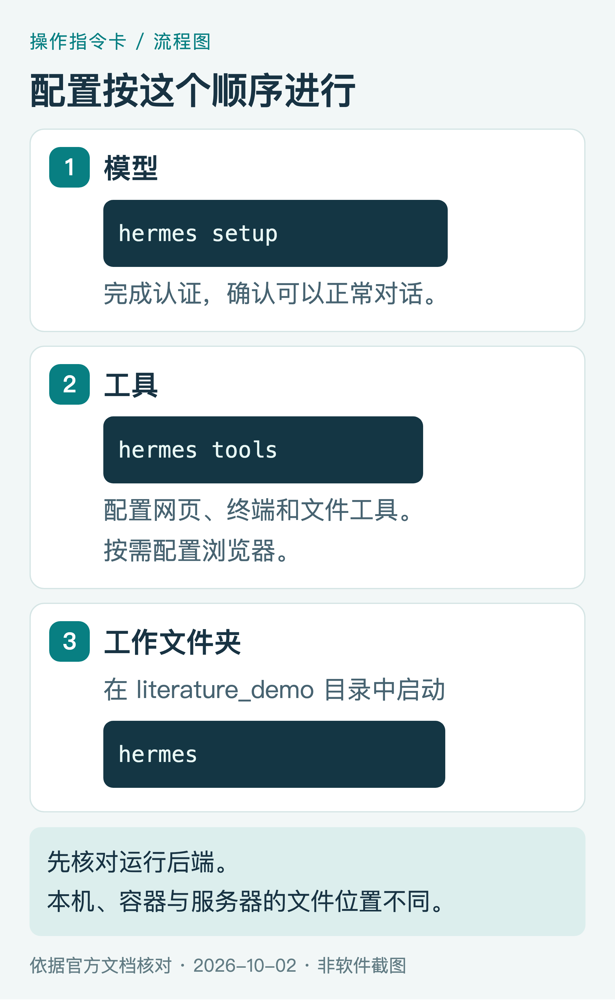 操作指令卡 / 流程图
配置按这个顺序进行
1 模型
hermes setup
完成认证，确认可以正常对话。
2 工具
hermes tools
配置网页、终端和文件工具。
按需配置浏览器。
3 工作文件夹
在 literature_demo 目录中启动
hermes
先核对运行后端。
本机、容器与服务器的文件位置不同。
依据官方文档核对 · 2026-10-02 · 非软件截图